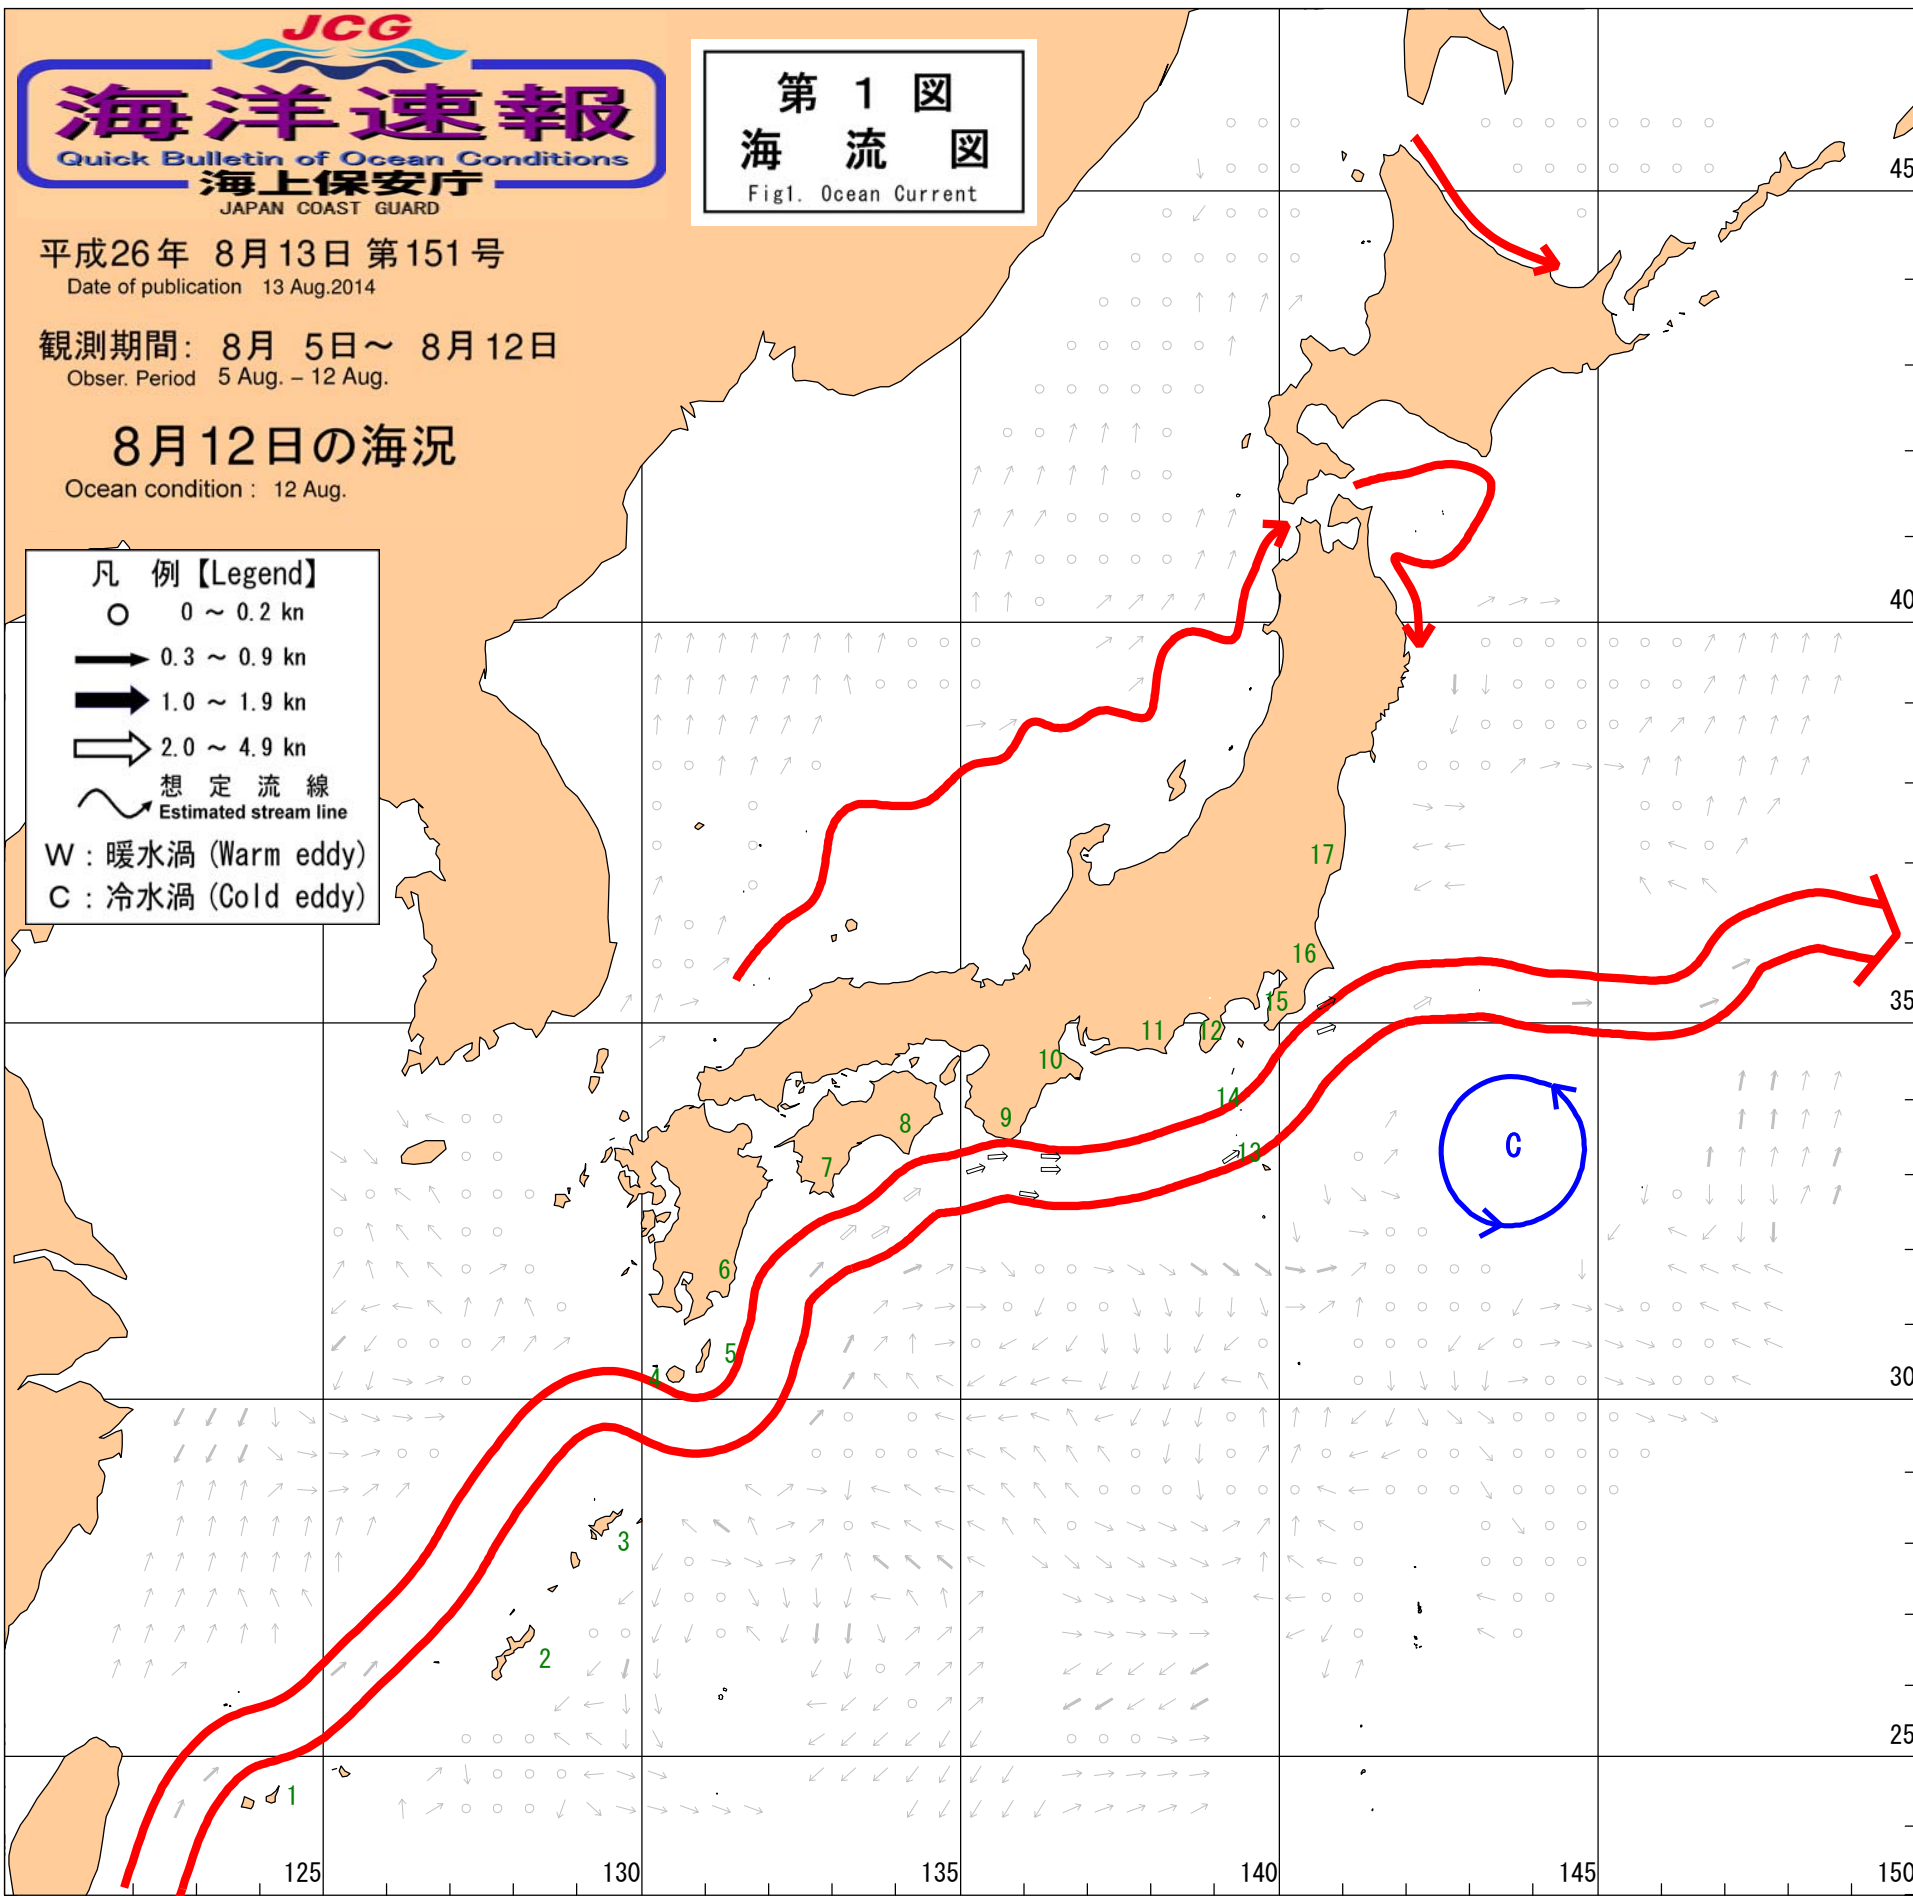 JCG
海洋速報
Quick Bulletin of Ocean Conditions
海上保安庁
JAPAN COAST GUARD
第 1 図
海 流 図
Fig1. Ocean Current
平成26年 8月13日 第151号
Date of publication 13 Aug.2014
観測期間: 8月 5日～ 8月12日
Obser. Period 5 Aug. – 12 Aug.
8月12日の海況
Ocean condition : 12 Aug.
凡 例【Legend】
0 ～ 0.2 kn
0.3 ～ 0.9 kn
1.0 ～ 1.9 kn
2.0 ～ 4.9 kn
想 定 流 線
Estimated stream line
W : 暖水渦 (Warm eddy)
C : 冷水渦 (Cold eddy)
45
40
17
16
35
15
12
11
10
14
9
8
13
C
7
6
5
4
30
3
2
25
1
125
130
135
140
145
150